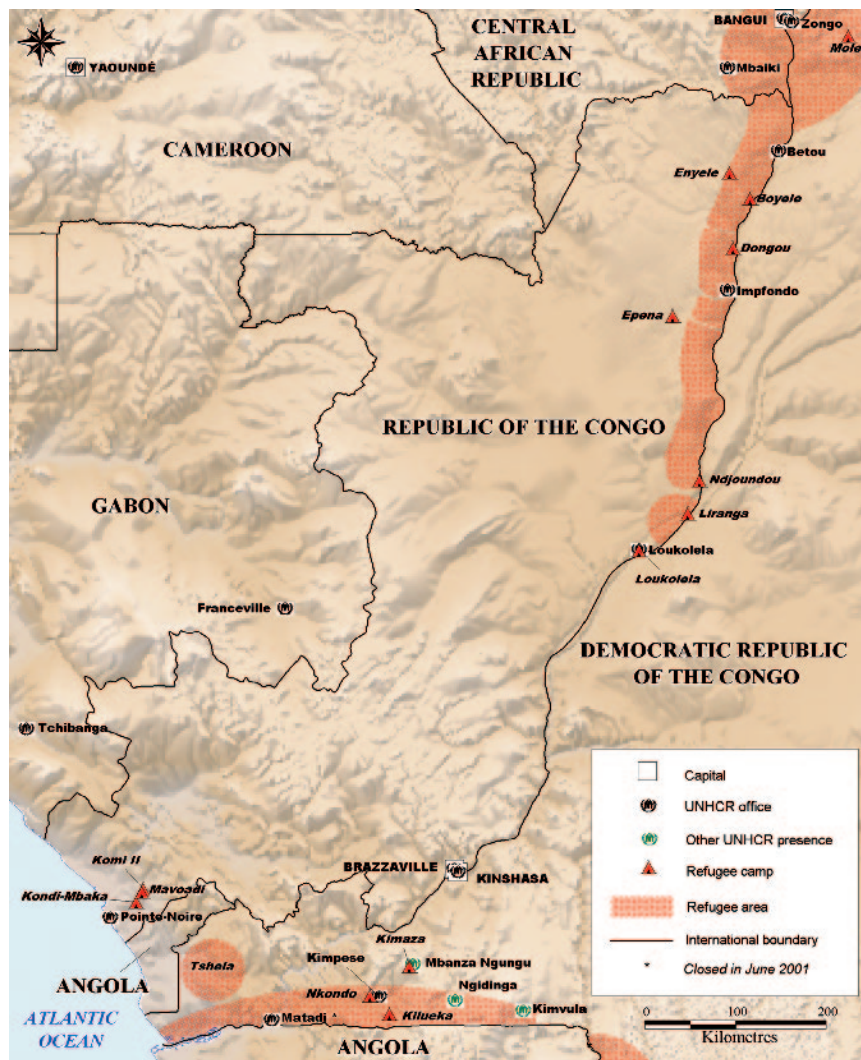 BANGUI
Zongo
CENTRAL
AFRICAN
REPUBLIC
Mole
YAOUNDÉ
Mbaiki
CAMEROON
Betou
Enyele
Boyele
Dongou
Impfondo
Epena
REPUBLIC OF THE CONGO
Ndjoundou
GABON
Liranga
Loukolela
Loukolela
Franceville
DEMOCRATIC REPUBLIC
OF THE CONGO
Tchibanga
Capital
UNHCR office
Other UNHCR presence
Refugee camp
Refugee area
International boundary
* Closed in June 2001
0 100 200
Kilometres
BRAZZAVILLE
KINSHASA
Komi II
Mavoadi
Kondi-Mbaka
Pointe-Noire
Kimaza
Tshela
Kimpese
Mbanza Ngungu
Ngidinga
ANGOLA
Nkondo
Kimvula
ATLANTIC
OCEAN
Matadi *
Kilueka
ANGOLA